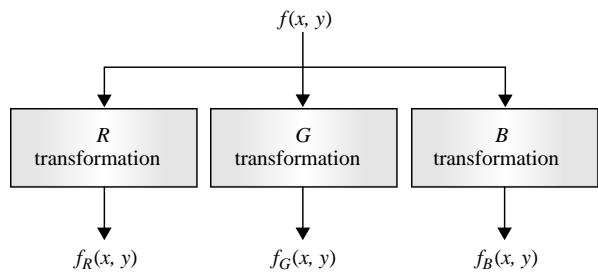 f(x, y)
R
transformation
G
transformation
B
transformation
f_R(x, y)
f_G(x, y)
f_B(x, y)